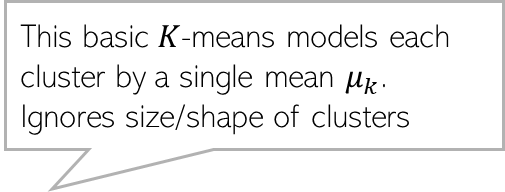 This basic K-means models each
cluster by a single mean μₖ.
Ignores size/shape of clusters